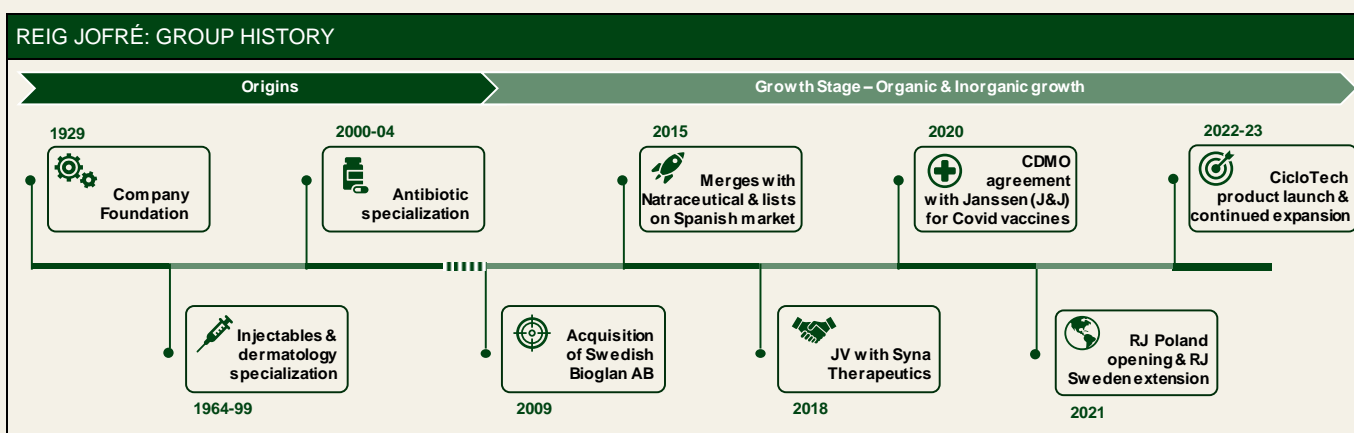 REIG JOFRÉ: GROUP HISTORY
Origins
Growth Stage – Organic & Inorganic growth
1929
Company
Foundation
2000-04
Antibiotic
specialization
2015
Merges with
Natraceutical & lists
on Spanish market
2020
CDMO
agreement
with Janssen (J&J)
for Covid vaccines
2022-23
CicloTech
product launch &
continued expansion
Injectables &
dermatology
specialization
1964-99
Acquisition
of Swedish
Bioglan AB
2009
JV with Syna
Therapeutics
2018
RJ Poland
opening & RJ
Sweden extension
2021